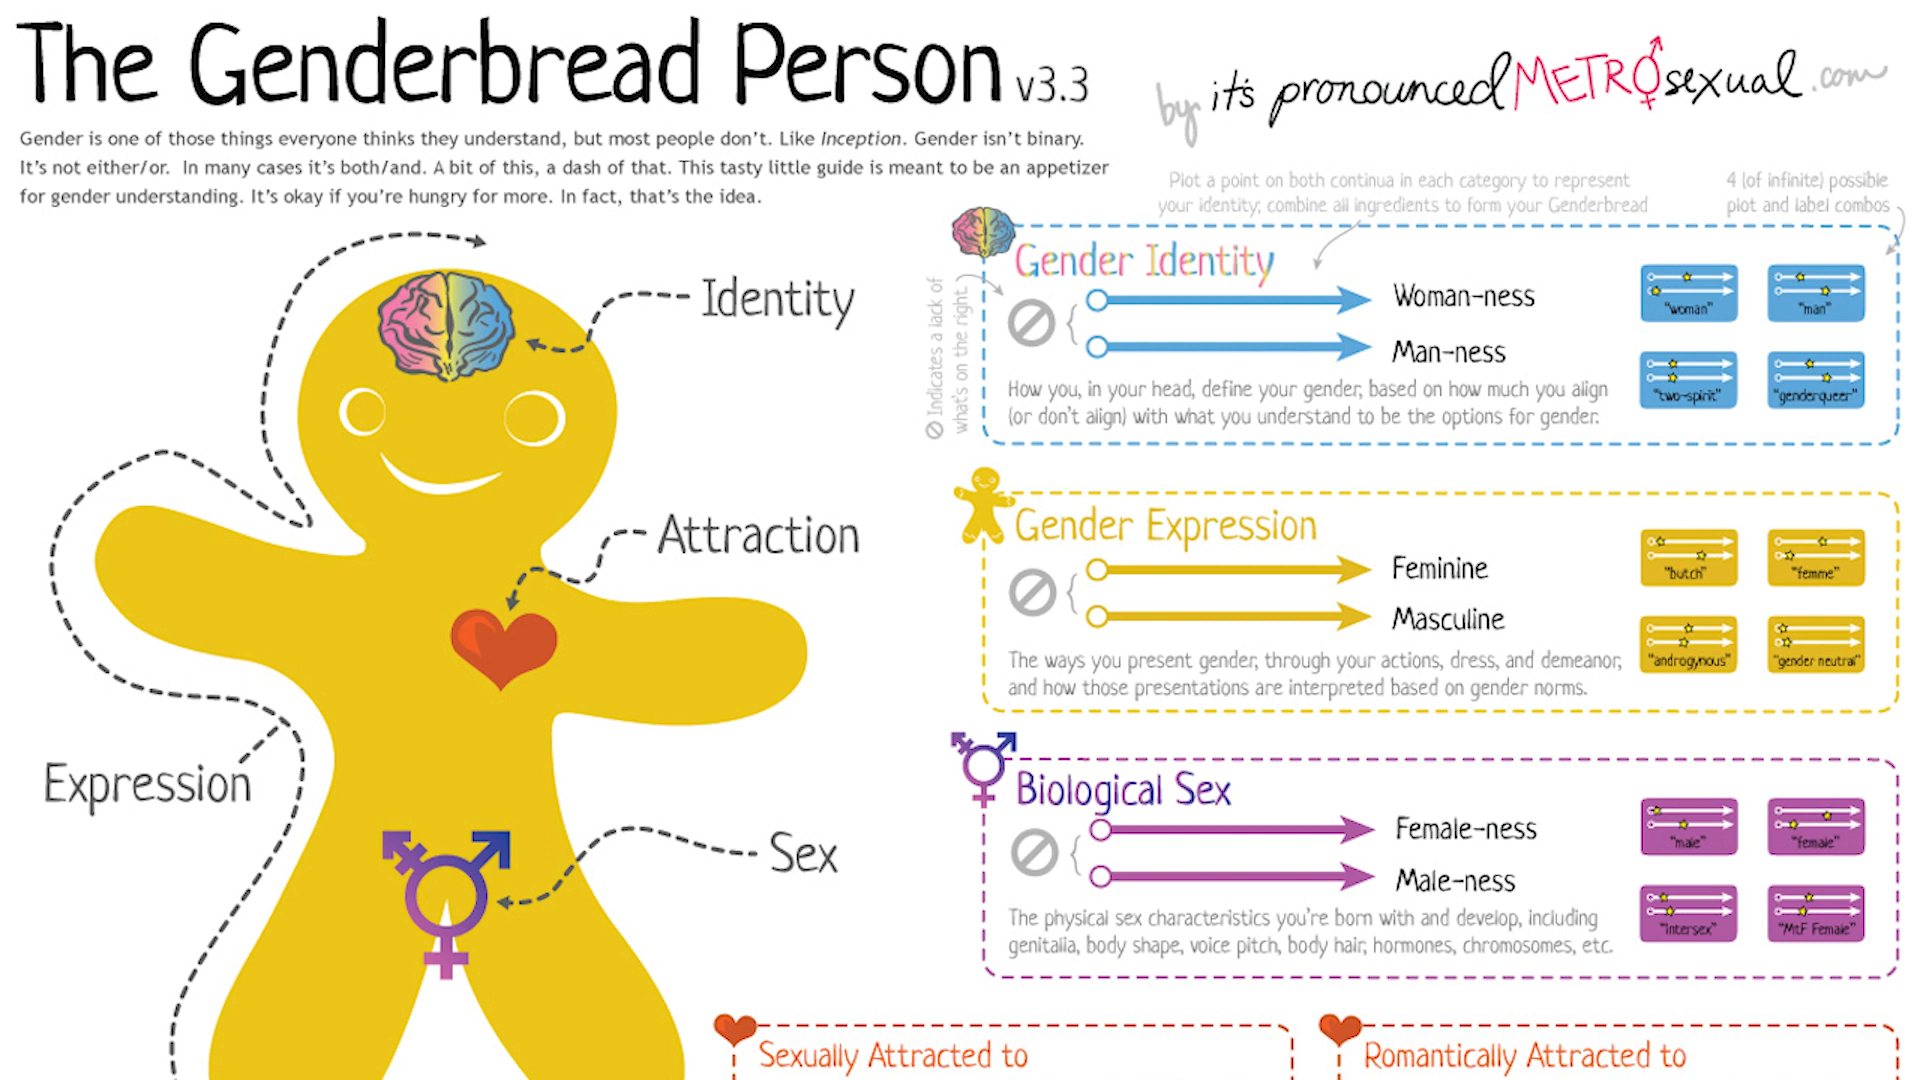 The Genderbread Person v3.3
by it's pronounced METROsexual.com
Gender is one of those things everyone thinks they understand, but most people don't. Like Inception. Gender isn't binary.
It's not either/or. In many cases it's both/and. A bit of this, a dash of that. This tasty little guide is meant to be an appetizer
for gender understanding. It's okay if you're hungry for more. In fact, that's the idea.
Identity
Attraction
Expression
Sex
Plot a point on both continua in each category to represent
your identity; combine all ingredients to form your Genderbread
4 (of infinite) possible
plot and label combos
Indicates a lack of
what's on the right
Gender Identity
Woman-ness
Man-ness
How you, in your head, define your gender, based on how much you align
(or don't align) with what you understand to be the options for gender.
"woman"
"man"
"two-spirit"
"genderqueer"
Gender Expression
Feminine
Masculine
The ways you present gender, through your actions, dress, and demeanor,
and how those presentations are interpreted based on gender norms.
"butch"
"femme"
"androgynous"
"gender neutral"
Biological Sex
Female-ness
Male-ness
The physical sex characteristics you're born with and develop, including
genitalia, body shape, voice pitch, body hair, hormones, chromosomes, etc.
"male"
"female"
"intersex"
"MtF Female"
Sexually Attracted to
Romantically Attracted to